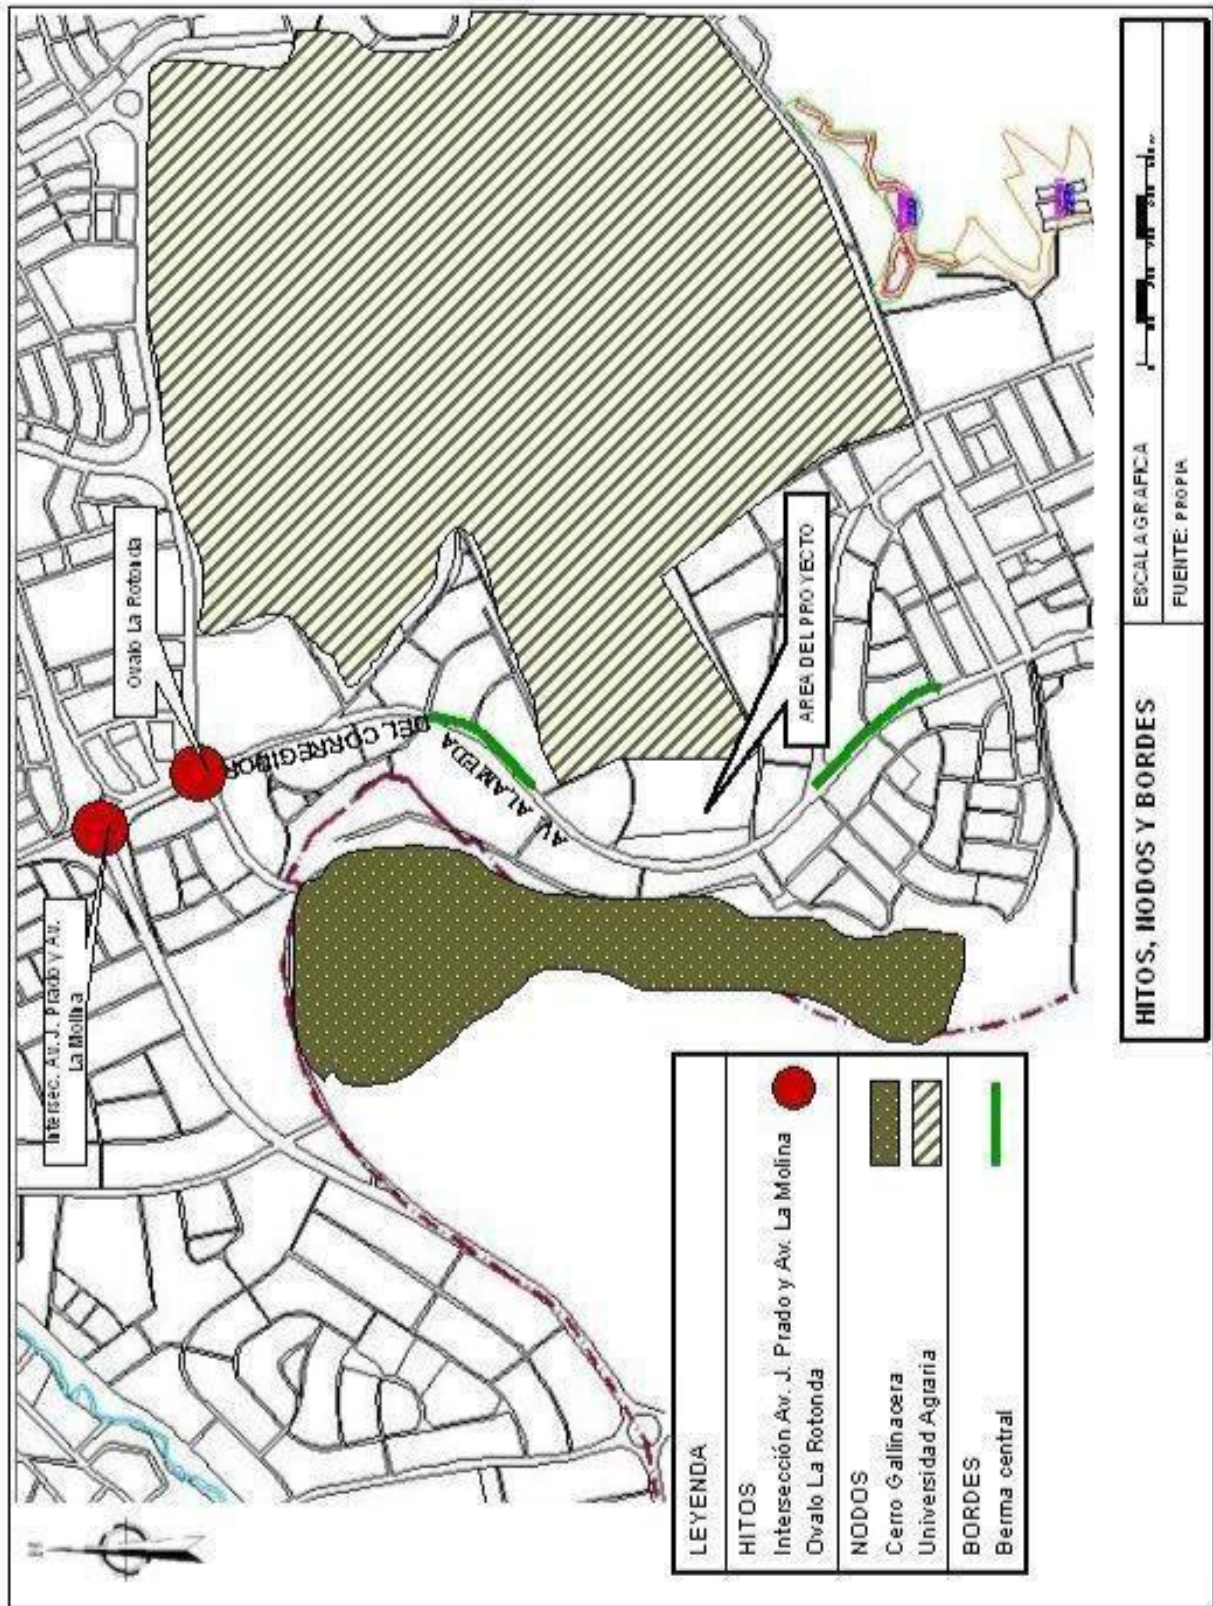 Intersec. Av. J. Prado y Av.
La Molina
Ovalo La Rotonda
DEL CORREGIDOR
AV. ALAMEDA
AREA DEL PROYECTO
LEYENDA
HITOS
Intersección Av. J. Prado y Av. La Molina
Ovalo La Rotonda
NODOS
Cerro Gallinacera
Universidad Agraria
BORDES
Berma central
HITOS, NODOS Y BORDES
ESCALA GRAFICA
FUENTE: PROPIA